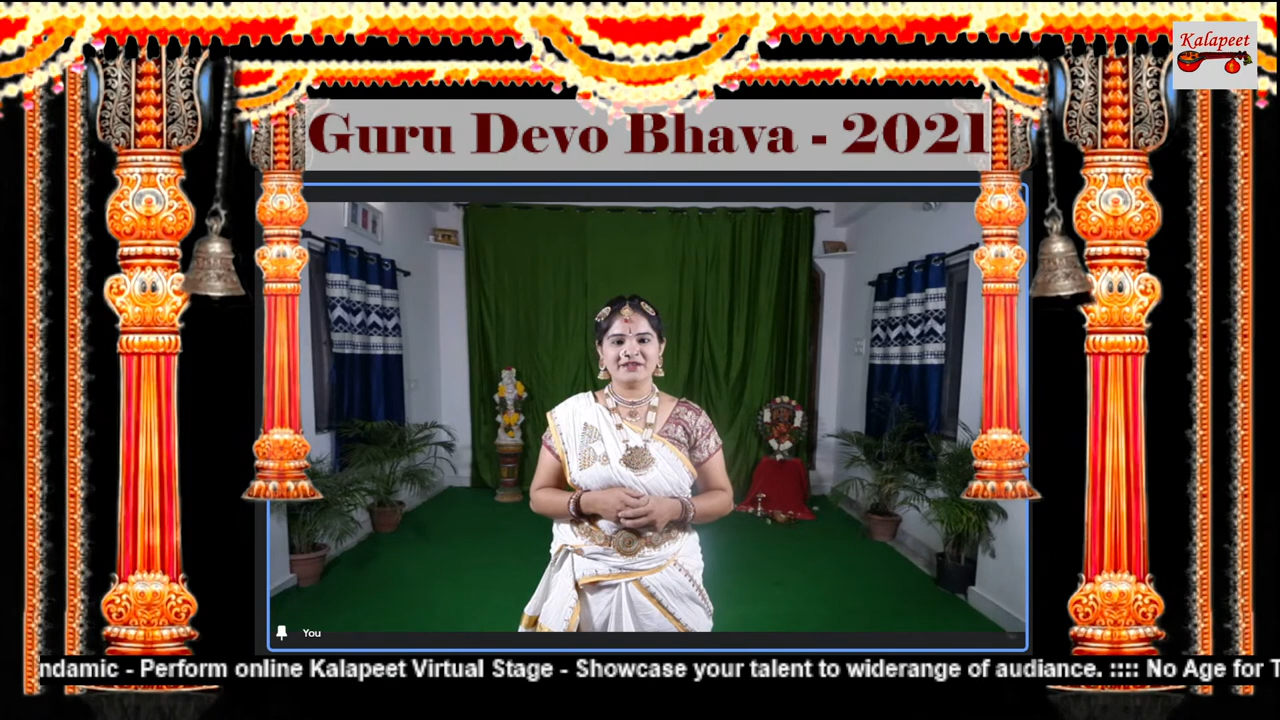 Kalapeet
Guru Devo Bhava - 2021
You
ndamic - Perform online Kalapeet Virtual Stage - Showcase your talent to widerange of audiance. :::: No Age for T